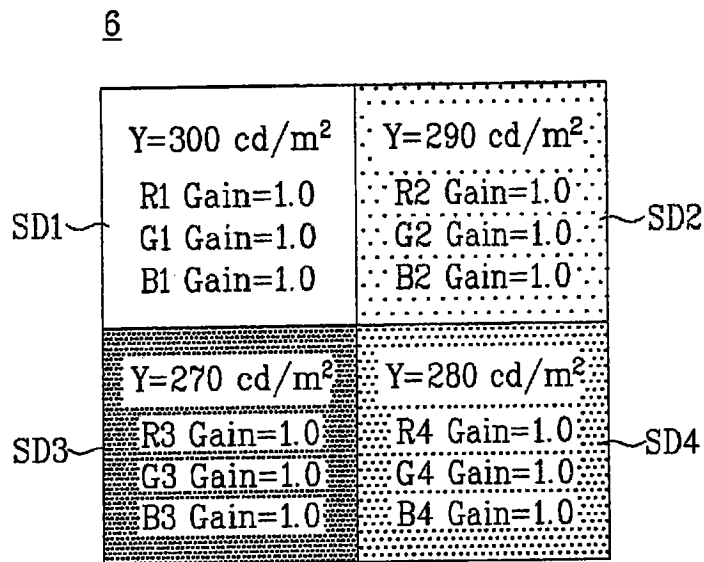 6
Y=300 cd/m²
R1 Gain=1.0
G1 Gain=1.0
B1 Gain=1.0
SD1
Y=290 cd/m²
R2 Gain=1.0
G2 Gain=1.0
B2 Gain=1.0
SD2
Y=270 cd/m²
R3 Gain=1.0
G3 Gain=1.0
B3 Gain=1.0
SD3
Y=280 cd/m²
R4 Gain=1.0
G4 Gain=1.0
B4 Gain=1.0
SD4